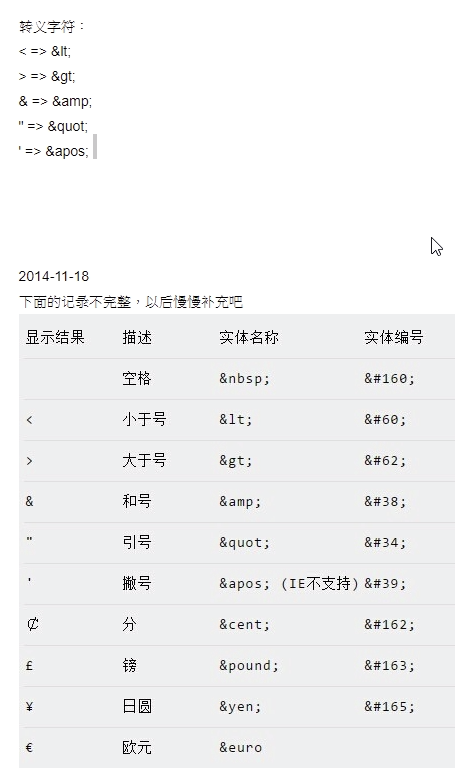 转义字符：
< => &lt;
> => &gt;
& => &amp;
" => &quot;
' => &apos;
2014-11-18
下面的记录不完整，以后慢慢补充吧
显示结果 描述 实体名称 实体编号
空格 &nbsp; &#160;
< 小于号 &lt; &#60;
> 大于号 &gt; &#62;
& 和号 &amp; &#38;
" 引号 &quot; &#34;
' 撇号 &apos; (IE不支持) &#39;
₡ 分 &cent; &#162;
£ 镑 &pound; &#163;
¥ 日圆 &yen; &#165;
€ 欧元 &euro